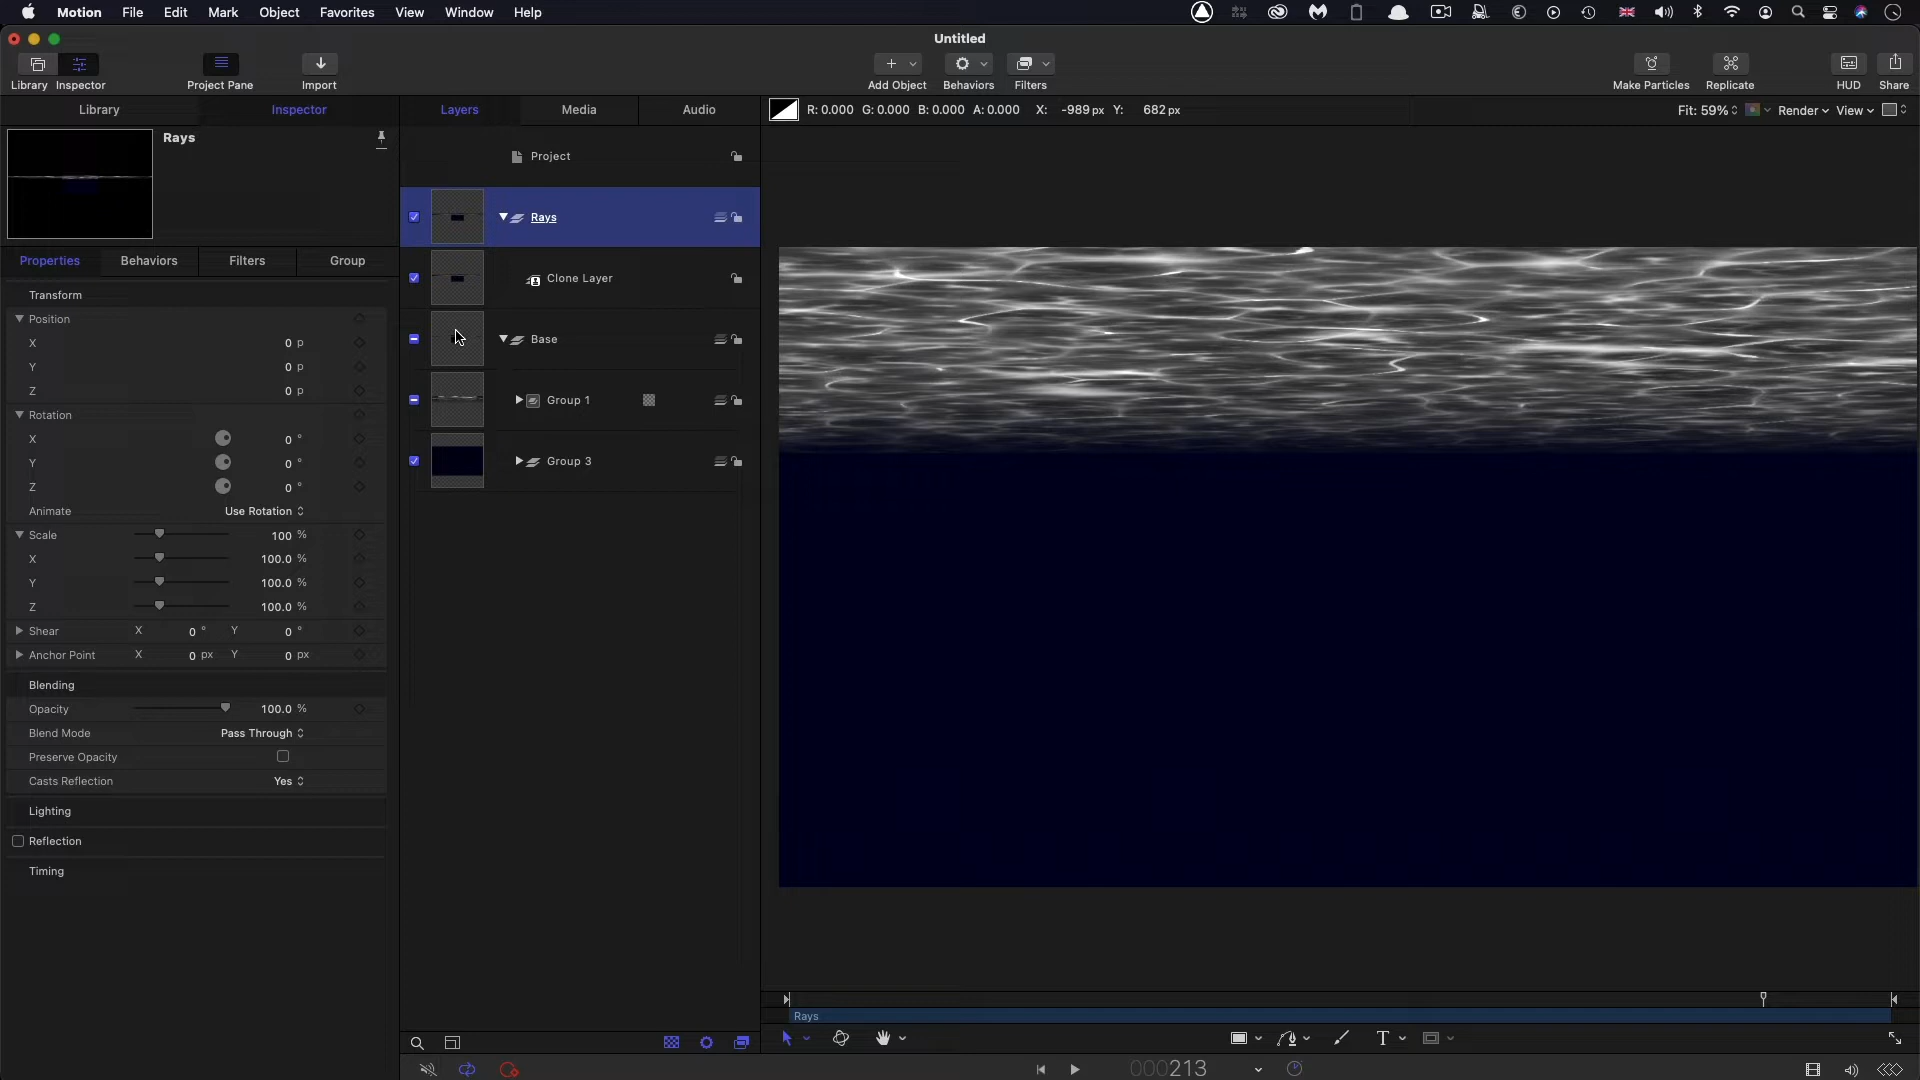 Motion File Edit Mark Object Favorites View Window Help
Untitled
Library Inspector Project Pane Import Add Object Behaviors Filters Make Particles Replicate HUD Share
Library Inspector Layers Media Audio R: 0.000 G: 0.000 B: 0.000 A: 0.000 X: -989 px Y: 682 px Fit: 59% Render View
Rays
Project
Rays
Clone Layer
Base
Group 1
Group 3
Properties Behaviors Filters Group
Transform
Position
X 0 p
Y 0 p
Z 0 p
Rotation
X 0 °
Y 0 °
Z 0 °
Animate Use Rotation
Scale 100 %
X 100.0 %
Y 100.0 %
Z 100.0 %
Shear X 0 ° Y 0 °
Anchor Point X 0 px Y 0 px
Blending
Opacity 100.0 %
Blend Mode Pass Through
Preserve Opacity
Casts Reflection Yes
Lighting
Reflection
Timing
Rays
T
000213